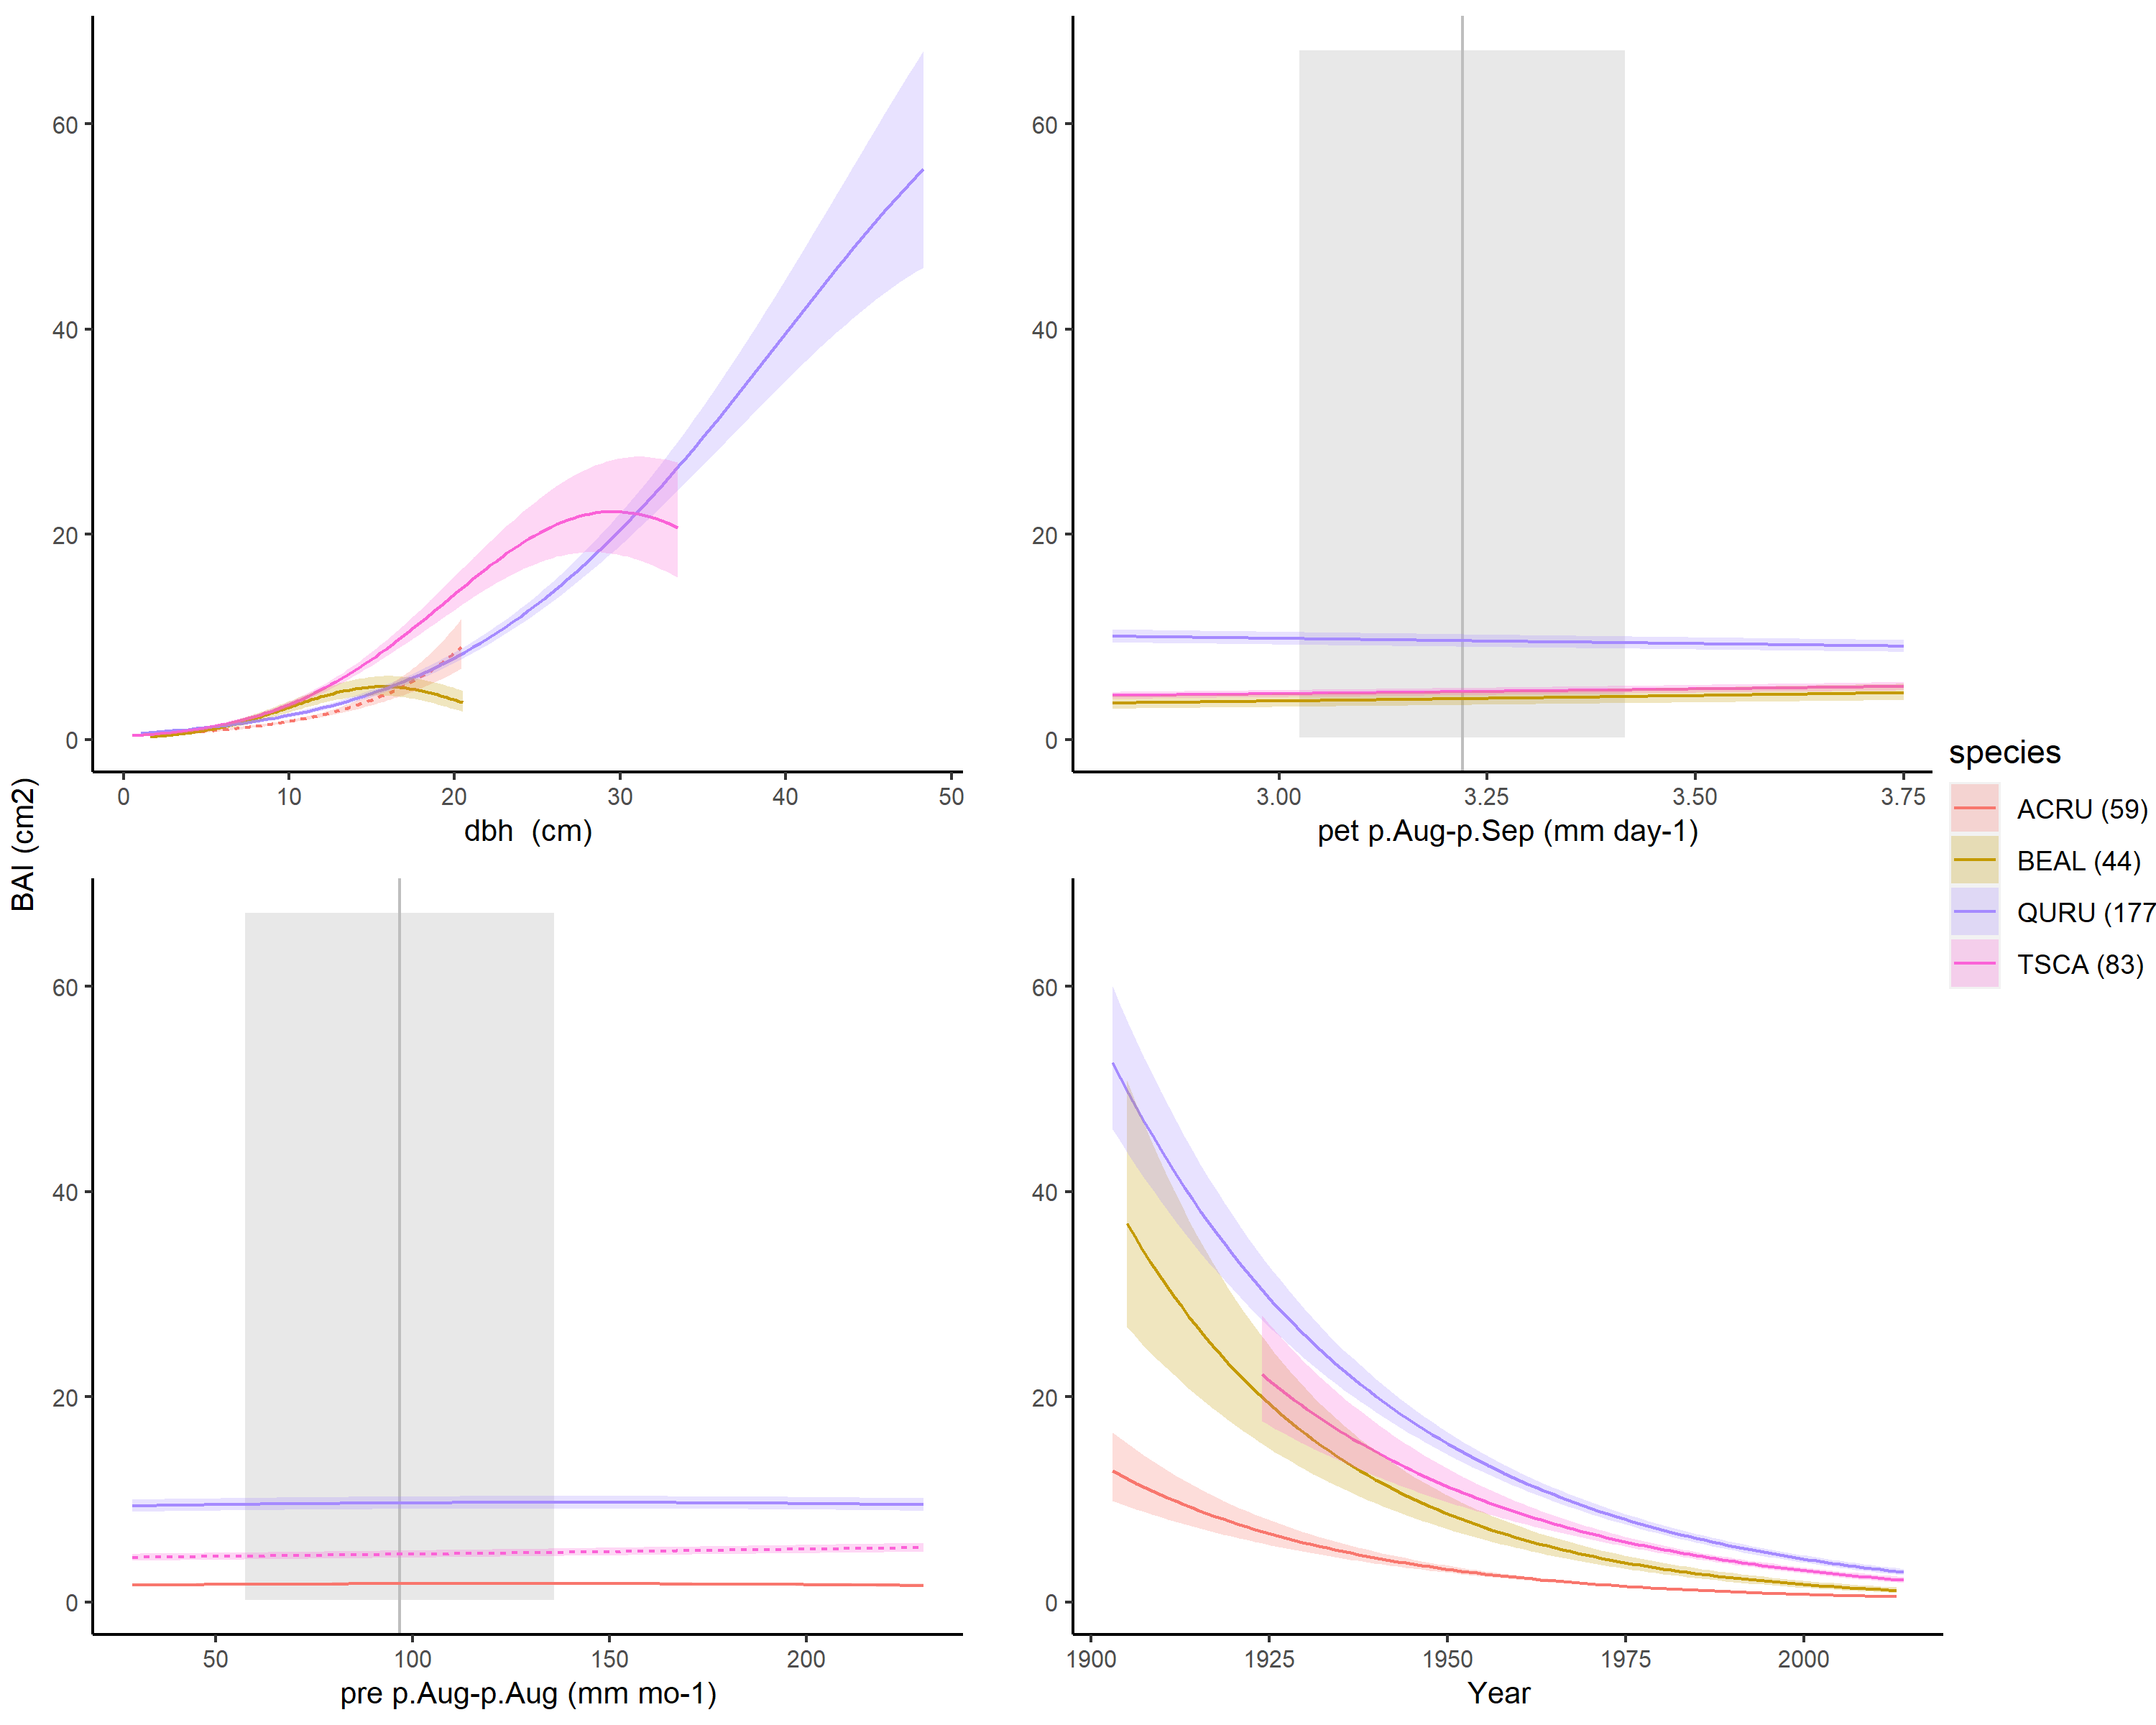 60
40
20
0
0 10 20 30 40 50
dbh (cm)
60
40
20
0
3.00 3.25 3.50 3.75
pet p.Aug-p.Sep (mm day-1)
BAI (cm2)
60
40
20
0
50 100 150 200
pre p.Aug-p.Aug (mm mo-1)
60
40
20
0
1900 1925 1950 1975 2000
Year
species
ACRU (59)
BEAL (44)
QURU (177
TSCA (83)